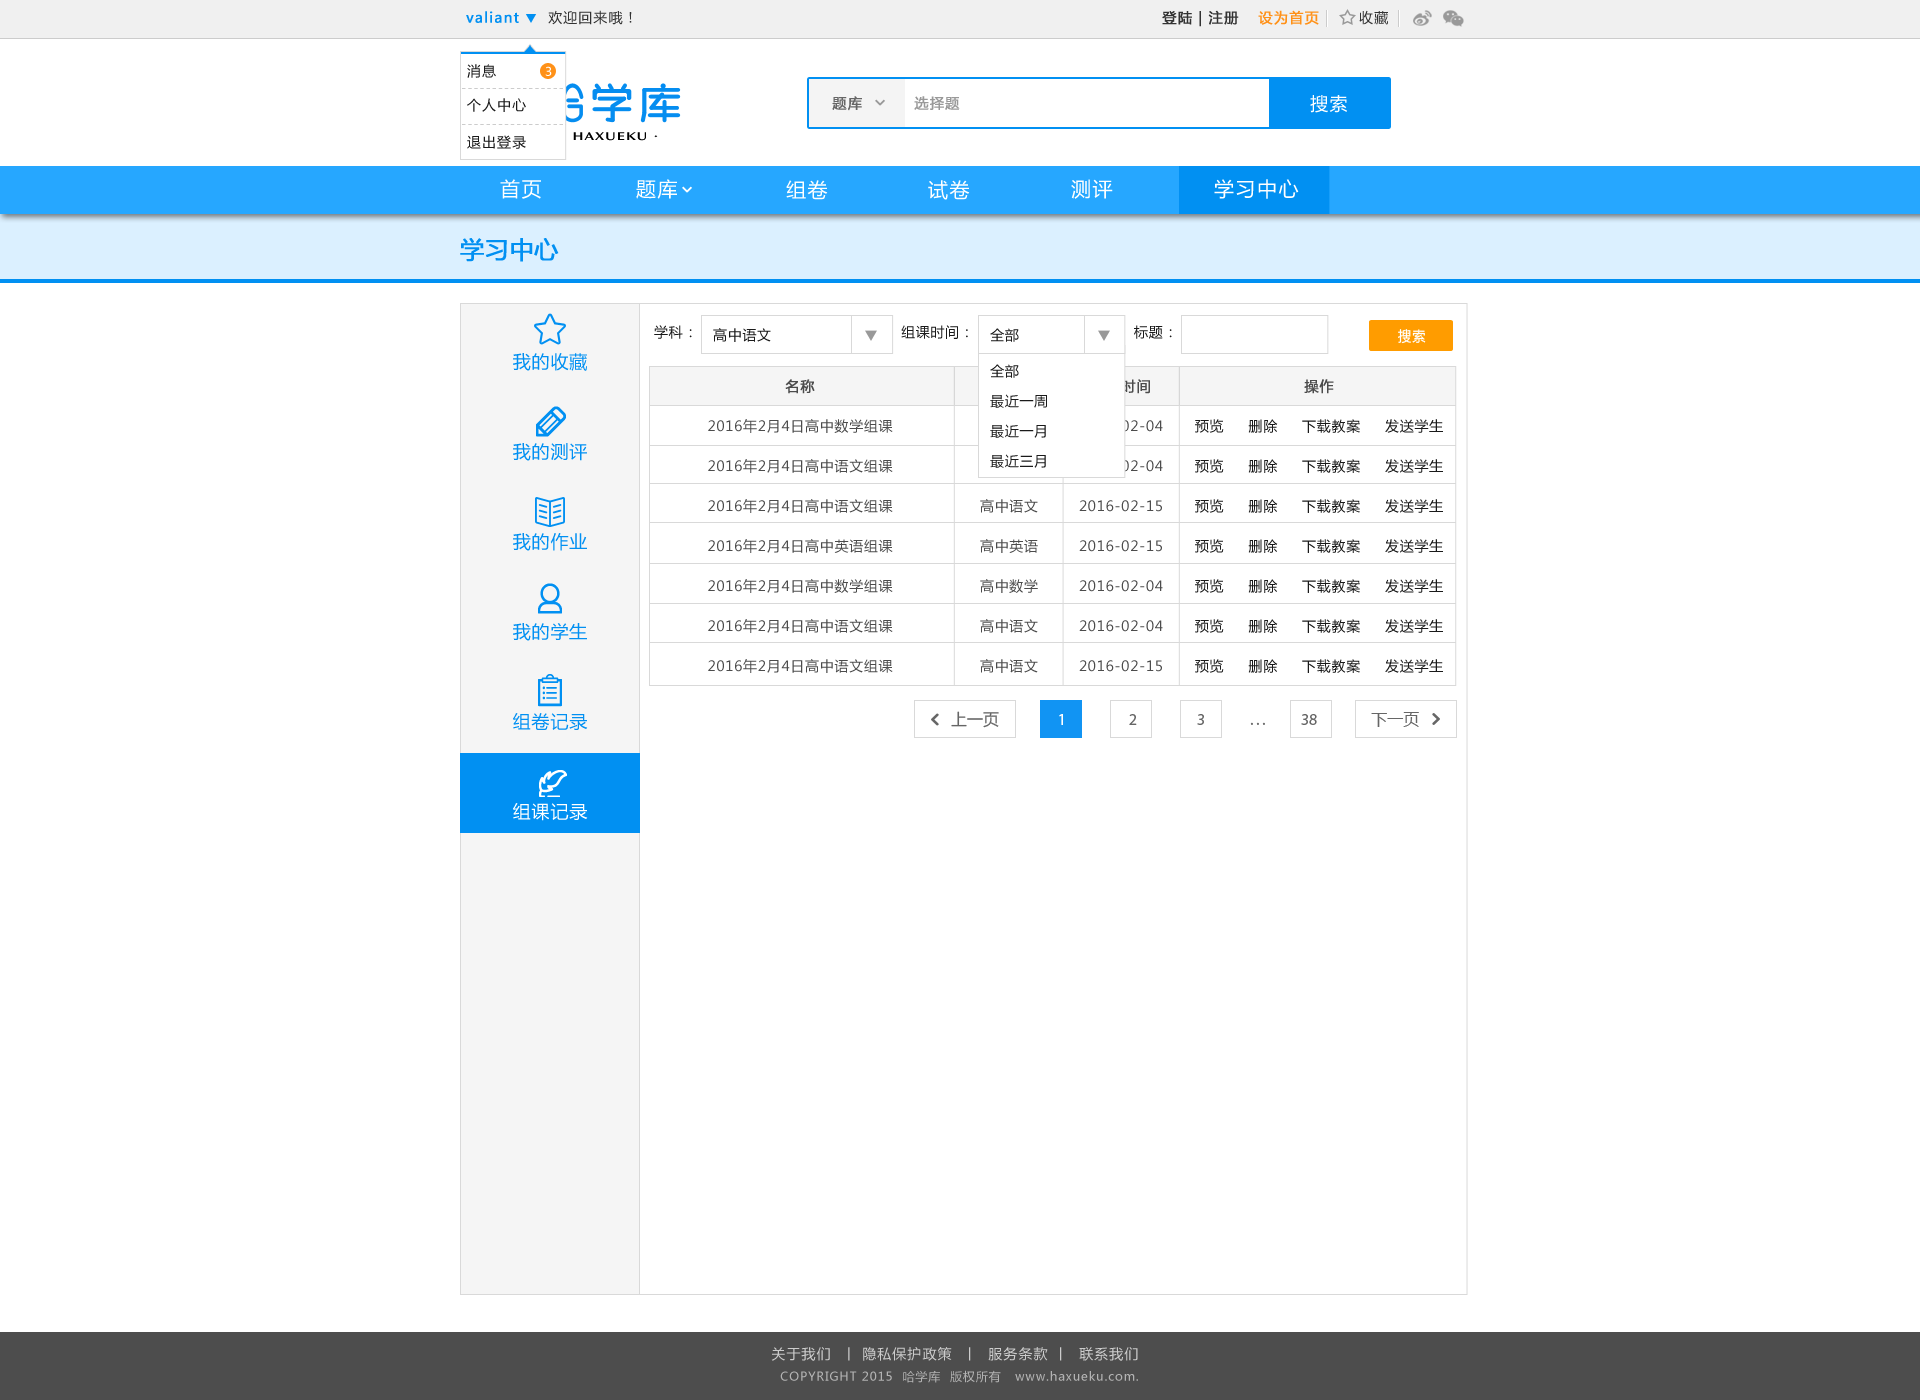 valiant ▼ 欢迎回来哦！ 登陆 | 注册 设为首页 收藏
消息 3
个人中心
退出登录
哈学库
HAXUEKU ·
题库 选择题 搜索
首页 题库 组卷 试卷 测评 学习中心
学习中心
我的收藏
我的测评
我的作业
我的学生
组卷记录
组课记录
学科： 高中语文 ▼ 组课时间： 全部 ▼ 标题： 搜索
全部
最近一周
最近一月
最近三月
名称 时间 操作
2016年2月4日高中数学组课 02-04 预览 删除 下载教案 发送学生
2016年2月4日高中语文组课 02-04 预览 删除 下载教案 发送学生
2016年2月4日高中语文组课 高中语文 2016-02-15 预览 删除 下载教案 发送学生
2016年2月4日高中英语组课 高中英语 2016-02-15 预览 删除 下载教案 发送学生
2016年2月4日高中数学组课 高中数学 2016-02-04 预览 删除 下载教案 发送学生
2016年2月4日高中语文组课 高中语文 2016-02-04 预览 删除 下载教案 发送学生
2016年2月4日高中语文组课 高中语文 2016-02-15 预览 删除 下载教案 发送学生
上一页 1 2 3 ... 38 下一页
关于我们 | 隐私保护政策 | 服务条款 | 联系我们
COPYRIGHT 2015 哈学库 版权所有 www.haxueku.com.